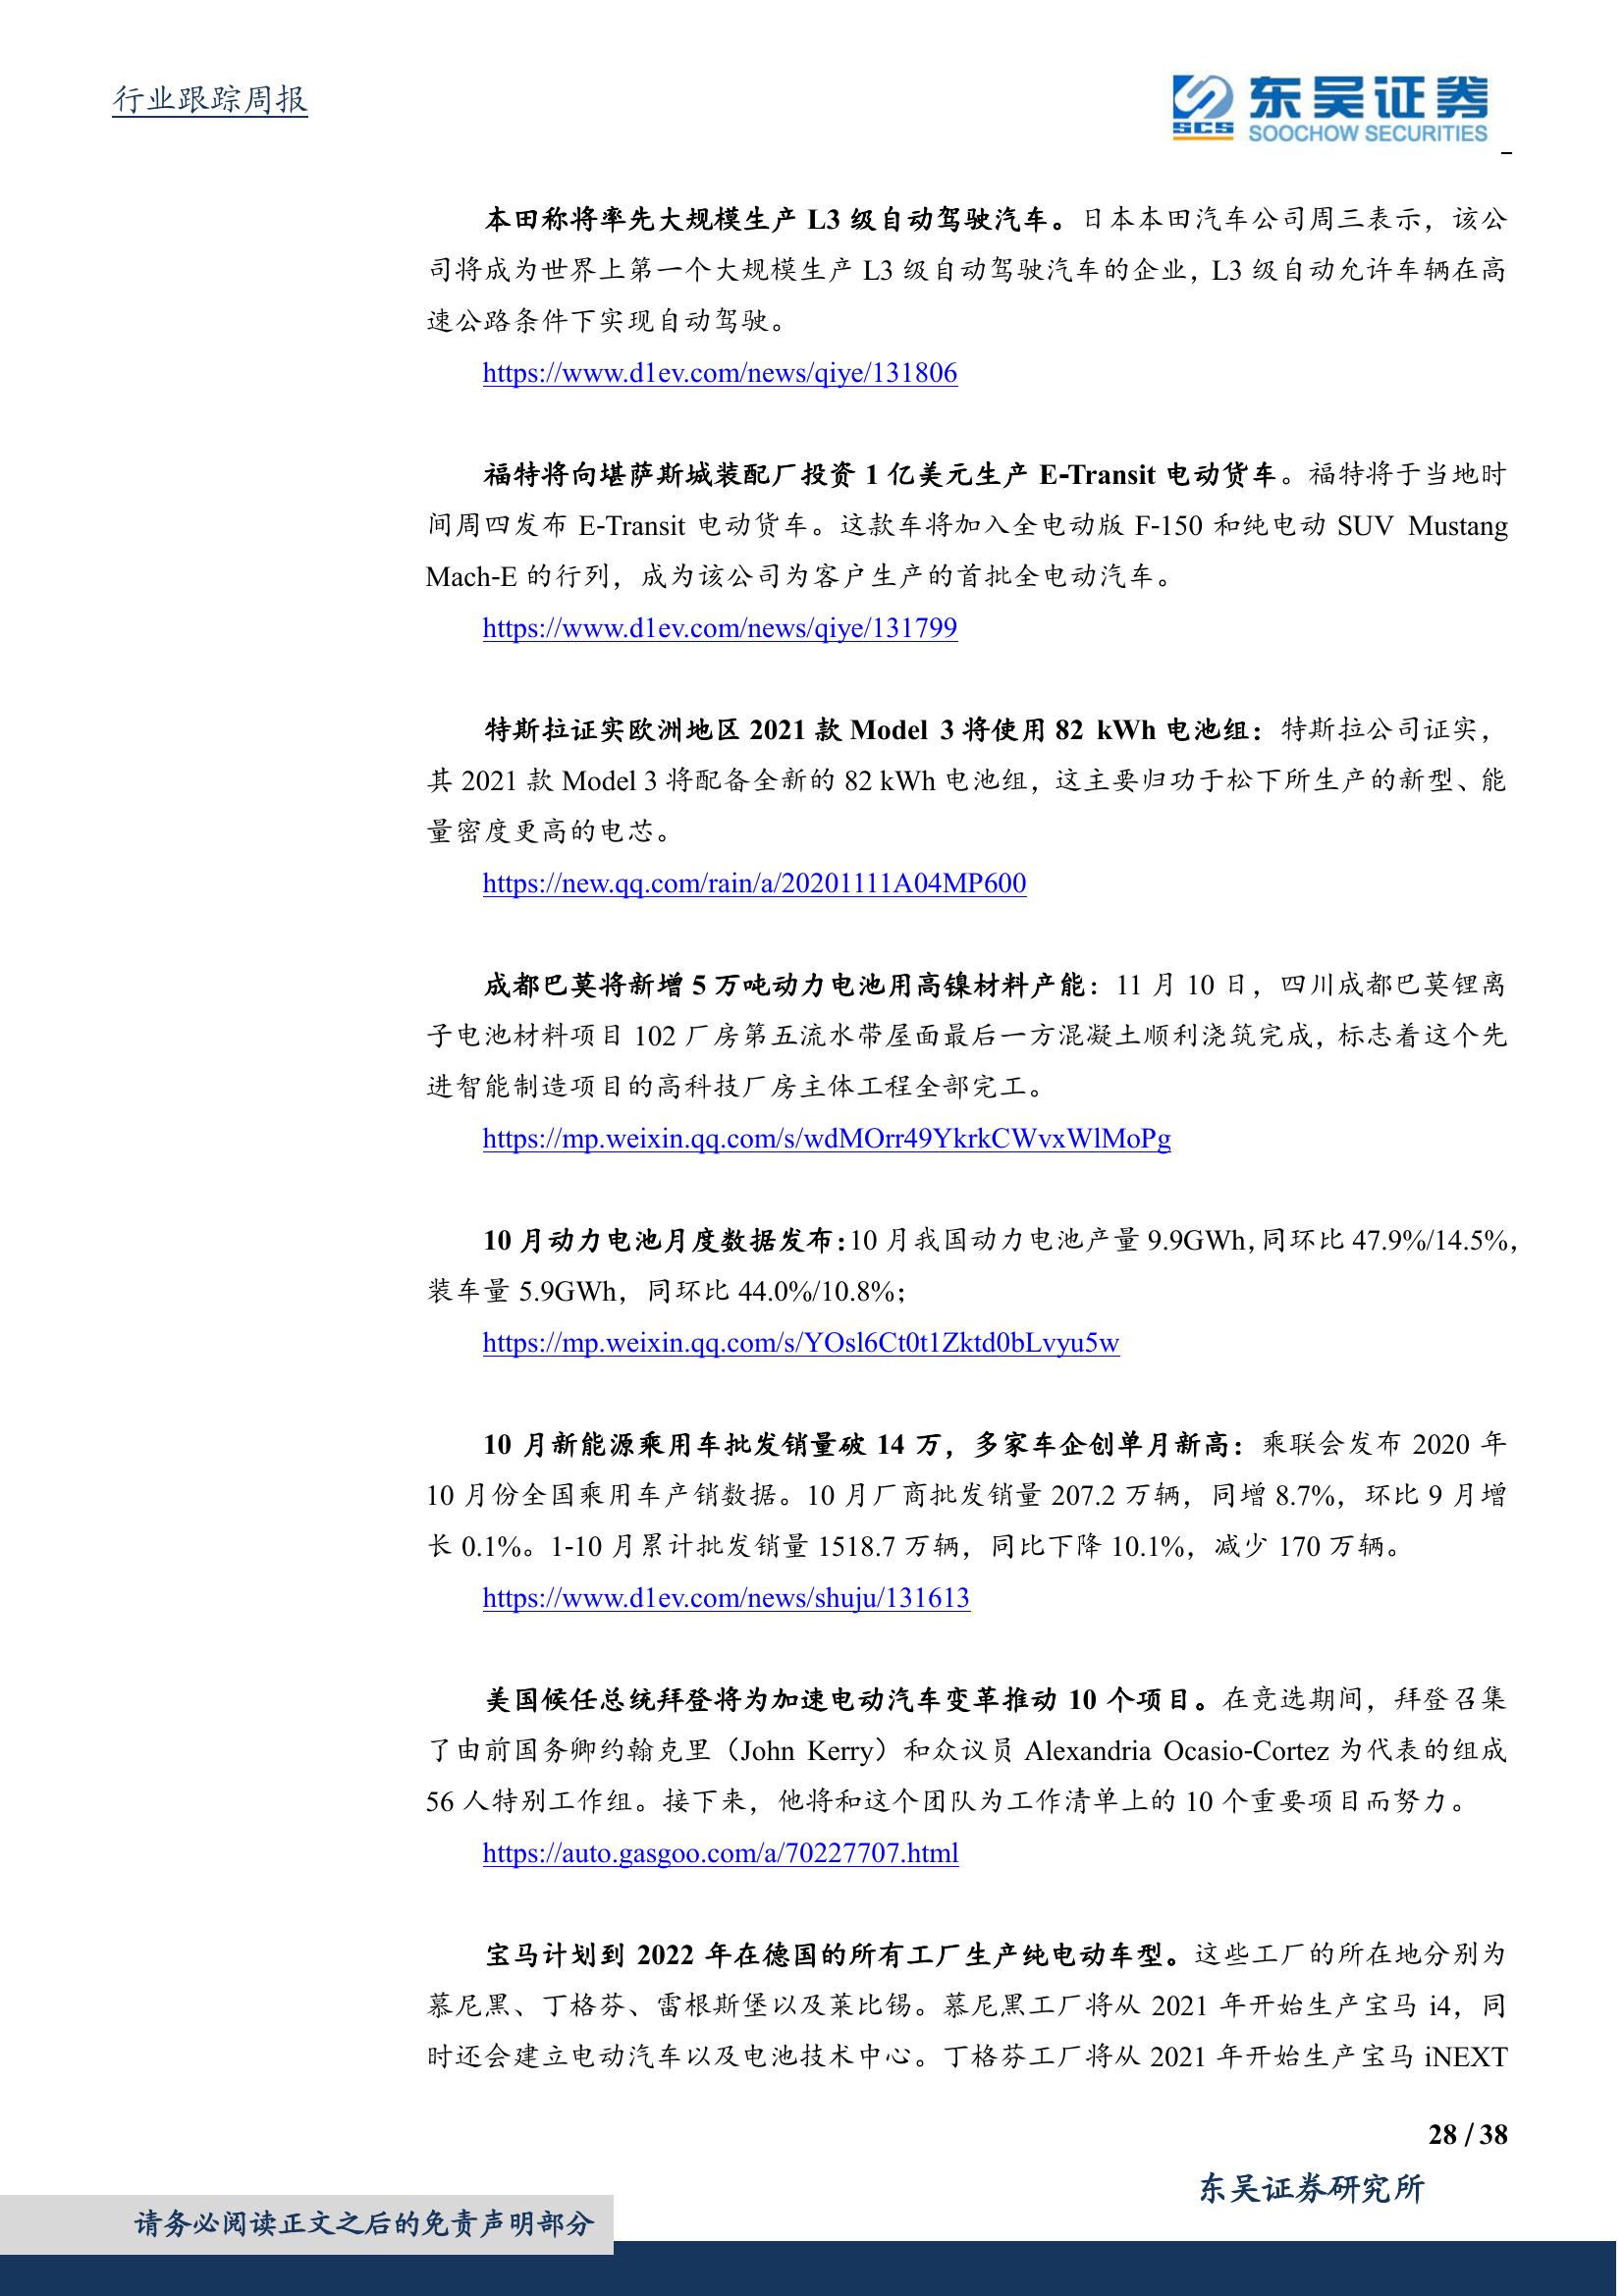 行业跟踪周报
SCS
东吴证券
SOOCHOW SECURITIES
本田称将率先大规模生产 L3 级自动驾驶汽车。日本本田汽车公司周三表示，该公
司将成为世界上第一个大规模生产 L3 级自动驾驶汽车的企业，L3 级自动允许车辆在高
速公路条件下实现自动驾驶。
https://www.d1ev.com/news/qiye/131806
福特将向堪萨斯城装配厂投资 1 亿美元生产 E-Transit 电动货车。福特将于当地时
间周四发布 E-Transit 电动货车。这款车将加入全电动版 F-150 和纯电动 SUV Mustang
Mach-E 的行列，成为该公司为客户生产的首批全电动汽车。
https://www.d1ev.com/news/qiye/131799
特斯拉证实欧洲地区 2021 款 Model 3 将使用 82 kWh 电池组：特斯拉公司证实，
其 2021 款 Model 3 将配备全新的 82 kWh 电池组，这主要归功于松下所生产的新型、能
量密度更高的电芯。
https://new.qq.com/rain/a/20201111A04MP600
成都巴莫将新增 5 万吨动力电池用高镍材料产能：11 月 10 日，四川成都巴莫锂离
子电池材料项目 102 厂房第五流水带屋面最后一方混凝土顺利浇筑完成，标志着这个先
进智能制造项目的高科技厂房主体工程全部完工。
https://mp.weixin.qq.com/s/wdMOrr49YkrkCWvxWlMoPg
10 月动力电池月度数据发布：10 月我国动力电池产量 9.9GWh，同环比 47.9%/14.5%，
装车量 5.9GWh，同环比 44.0%/10.8%；
https://mp.weixin.qq.com/s/YOsl6Ct0t1Zktd0bLvyu5w
10 月新能源乘用车批发销量破 14 万，多家车企创单月新高：乘联会发布 2020 年
10 月份全国乘用车产销数据。10 月厂商批发销量 207.2 万辆，同增 8.7%，环比 9 月增
长 0.1%。1-10 月累计批发销量 1518.7 万辆，同比下降 10.1%，减少 170 万辆。
https://www.d1ev.com/news/shuju/131613
美国候任总统拜登将为加速电动汽车变革推动 10 个项目。在竞选期间，拜登召集
了由前国务卿约翰克里（John Kerry）和众议员 Alexandria Ocasio-Cortez 为代表的组成
56 人特别工作组。接下来，他将和这个团队为工作清单上的 10 个重要项目而努力。
https://auto.gasgoo.com/a/70227707.html
宝马计划到 2022 年在德国的所有工厂生产纯电动车型。这些工厂的所在地分别为
慕尼黑、丁格芬、雷根斯堡以及莱比锡。慕尼黑工厂将从 2021 年开始生产宝马 i4，同
时还会建立电动汽车以及电池技术中心。丁格芬工厂将从 2021 年开始生产宝马 iNEXT
28 / 38
东吴证券研究所
请务必阅读正文之后的免责声明部分